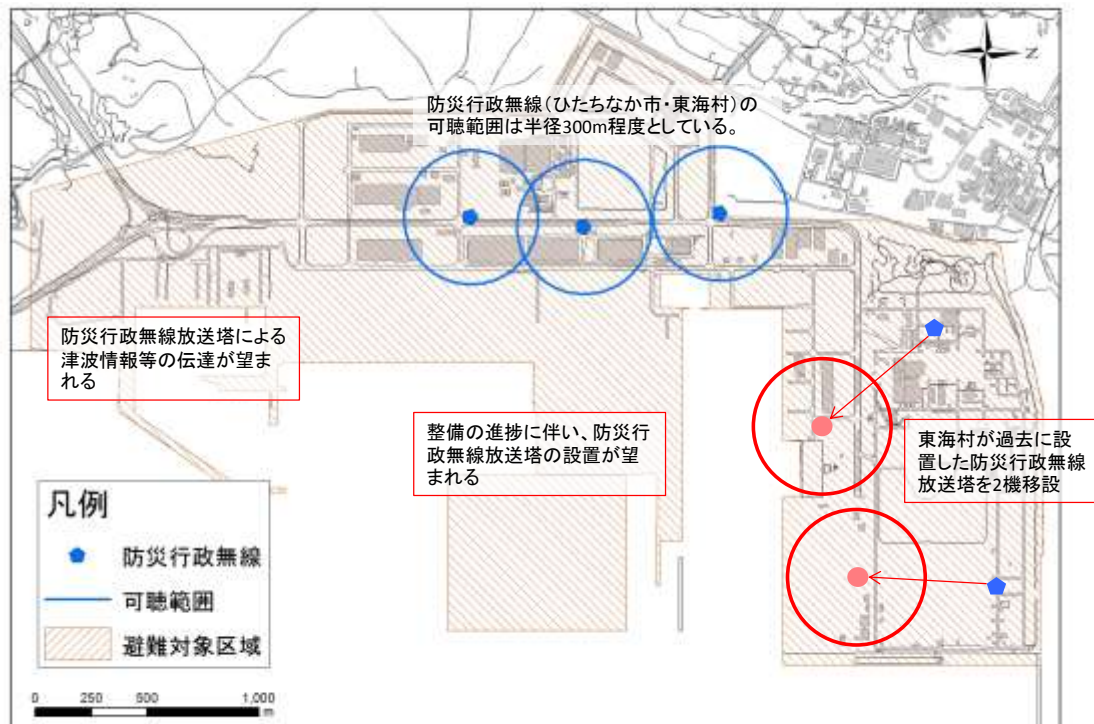 N
防災行政無線(ひたちなか市・東海村)の
可聴範囲は半径300m程度としている。
防災行政無線放送塔による
津波情報等の伝達が望ま
れる
整備の進捗に伴い、防災行
政無線放送塔の設置が望
まれる
東海村が過去に設
置した防災行政無線
放送塔を2機移設
凡例
防災行政無線
可聴範囲
避難対象区域
0 250 500 1,000
m